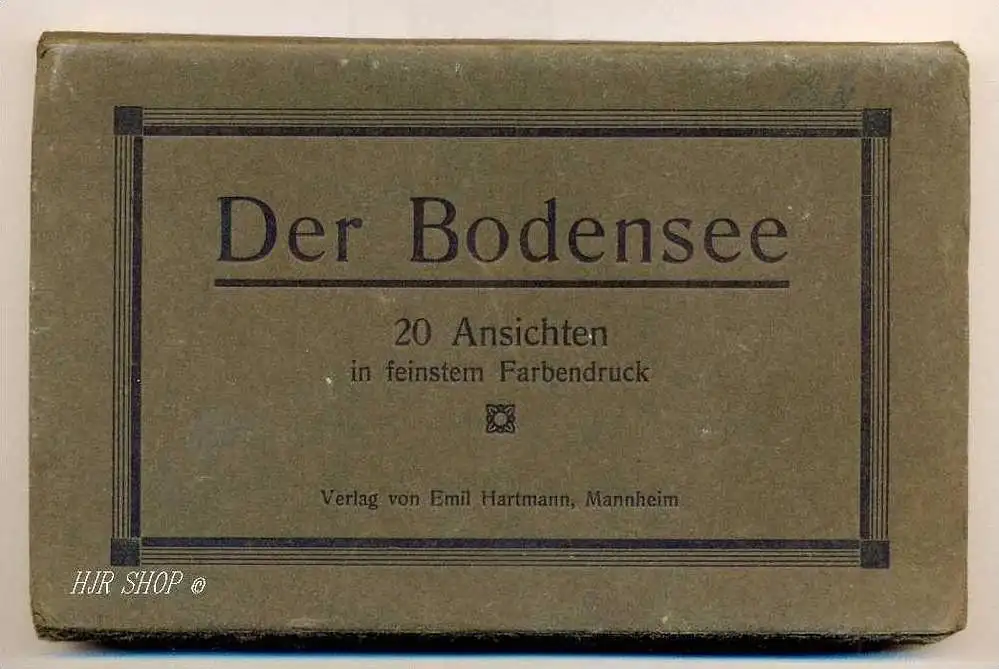 Der Bodensee
20 Ansichten
in feinstem Farbendruck
Verlag von Emil Hartmann, Mannheim
HJR SHOP ©